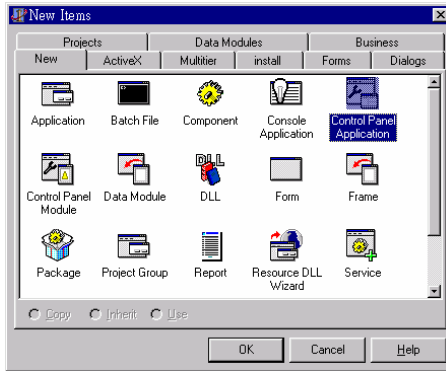 New Items
Projects Data Modules Business
New ActiveX Multitier install Forms Dialogs
Application Batch File Component Console Application Control Panel Application
Control Panel Module Data Module DLL Form Frame
Package Project Group Report Resource DLL Wizard Service
Copy Inherit Use
OK Cancel Help